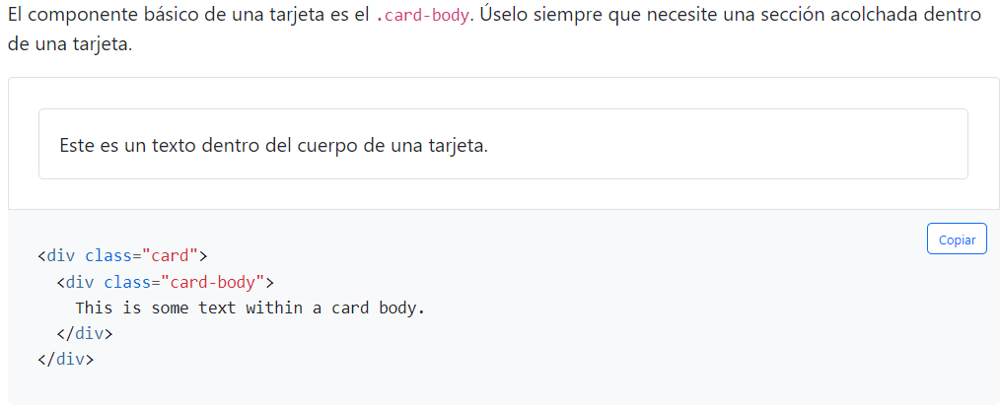 El componente básico de una tarjeta es el .card-body. Úselo siempre que necesite una sección acolchada dentro
de una tarjeta.
Este es un texto dentro del cuerpo de una tarjeta.
Copiar
<div class="card">
  <div class="card-body">
    This is some text within a card body.
  </div>
</div>